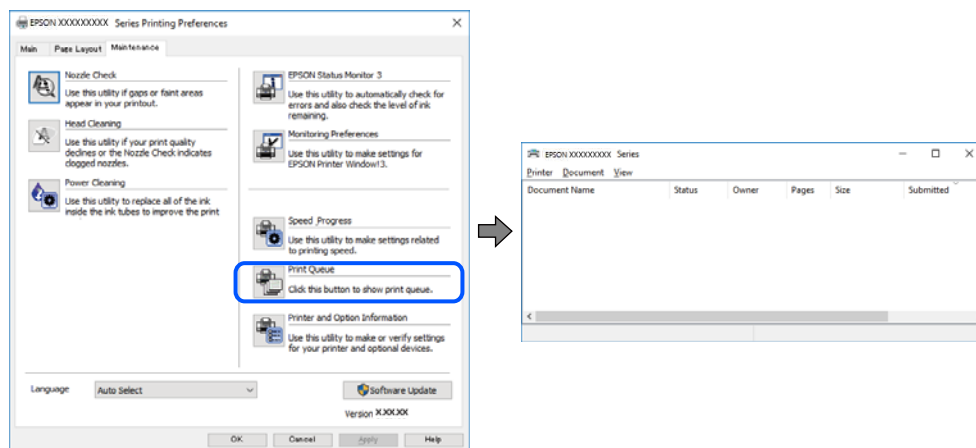 EPSON XXXXXXXXX Series Printing Preferences
Main Page Layout Maintenance
Nozzle Check
Use this utility if gaps or faint areas
appear in your printout.
Head Cleaning
Use this utility if your print quality
declines or the Nozzle Check indicates
clogged nozzles.
Power Cleaning
Use this utility to replace all of the ink
inside the ink tubes to improve the print
EPSON Status Monitor 3
Use this utility to automatically check for
errors and also check the level of ink
remaining.
Monitoring Preferences
Use this utility to make settings for
EPSON Printer Window!3.
Speed Progress
Use this utility to make settings related
to printing speed.
Print Queue
Click this button to show print queue.
Printer and Option Information
Use this utility to make or verify settings
for your printer and optional devices.
Language Auto Select
Software Update
Version X.XX.XX
OK Cancel Apply Help
EPSON XXXXXXXXX Series
Printer Document View
Document Name Status Owner Pages Size Submitted